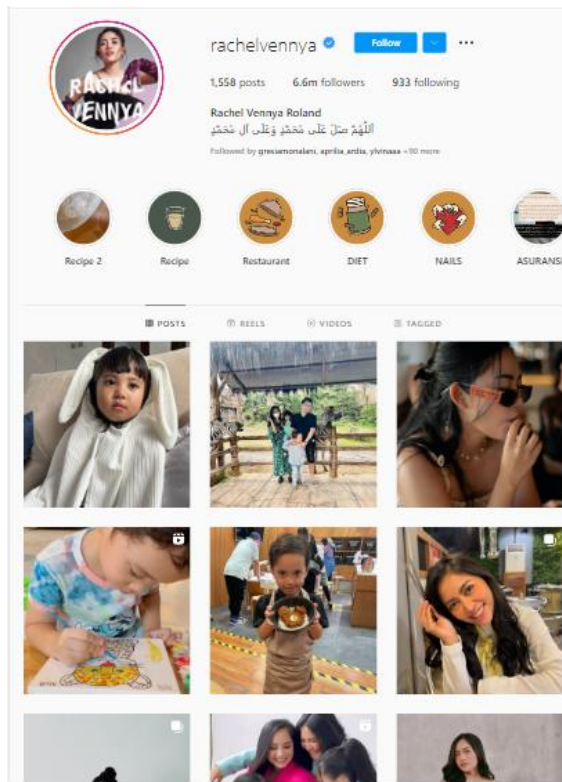 rachelvennya
Follow
1,558 posts 6.6m followers 933 following
Rachel Vennya Roland
اَللّٰهُمَّ صَلِّ عَلَى مُحَمَّدٍ وَعَلَى آلِ مُحَمَّدٍ
Followed by gresiamonalani, aprilia_ardia, ylvinaaa +90 more
RACHEL
VENNYA
Recipe 2 Recipe Restaurant DIET NAILS ASURANSI
POSTS REELS VIDEOS TAGGED